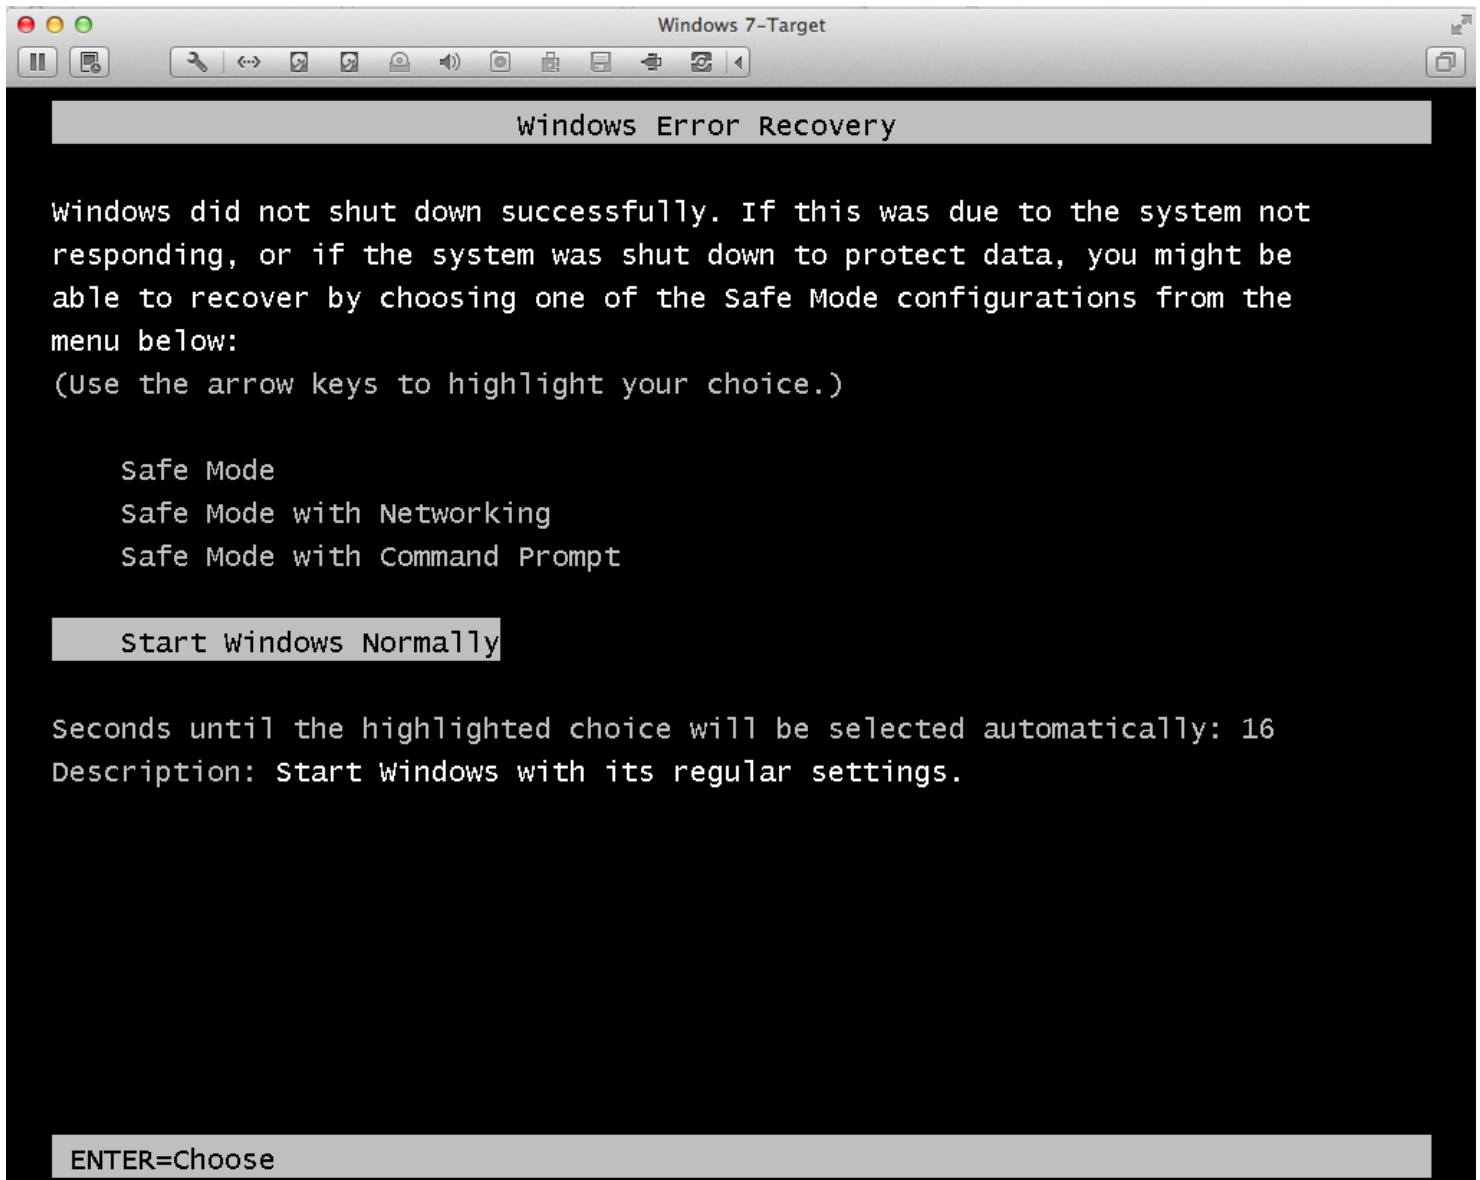 Windows 7-Target
Windows Error Recovery
Windows did not shut down successfully. If this was due to the system not
responding, or if the system was shut down to protect data, you might be
able to recover by choosing one of the Safe Mode configurations from the
menu below:
(Use the arrow keys to highlight your choice.)
Safe Mode
Safe Mode with Networking
Safe Mode with Command Prompt
Start Windows Normally
Seconds until the highlighted choice will be selected automatically: 16
Description: Start Windows with its regular settings.
ENTER=Choose